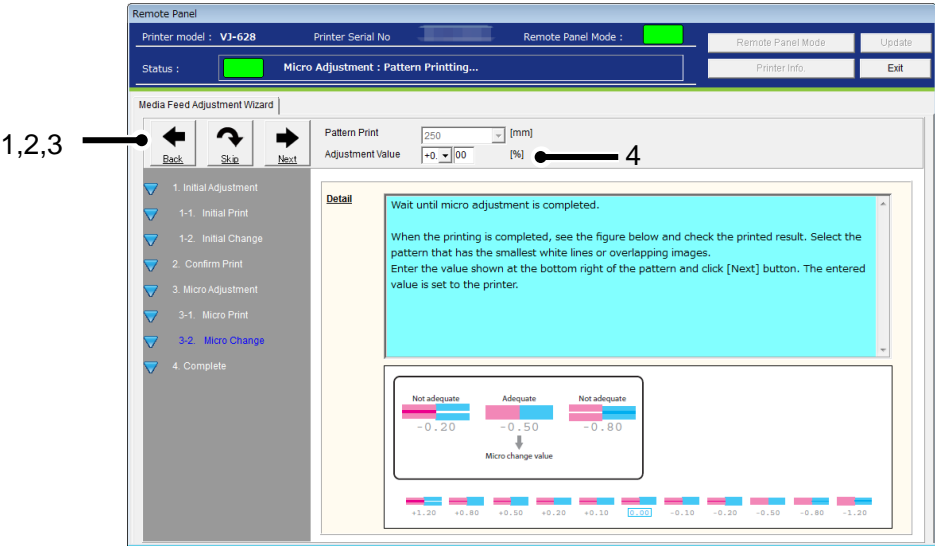 Remote Panel
Printer model : VJ-628 Printer Serial No Remote Panel Mode :
Remote Panel Mode Update
Status : Micro Adjustment : Pattern Printting...
Printer Info. Exit
Media Feed Adjustment Wizard
1,2,3
Back Skip Next
Pattern Print 250 [mm]
Adjustment Value +0. 00 [%] 4
1. Initial Adjustment
1-1. Initial Print
1-2. Initial Change
2. Confirm Print
3. Micro Adjustment
3-1. Micro Print
3-2. Micro Change
4. Complete
Detail
Wait until micro adjustment is completed.
When the printing is completed, see the figure below and check the printed result. Select the
pattern that has the smallest white lines or overlapping images.
Enter the value shown at the bottom right of the pattern and click [Next] button. The entered
value is set to the printer.
Not adequate Adequate Not adequate
-0.20 -0.50 -0.80
Micro change value
+1.20 +0.80 +0.50 +0.20 +0.10 0.00 -0.10 -0.20 -0.50 -0.80 -1.20